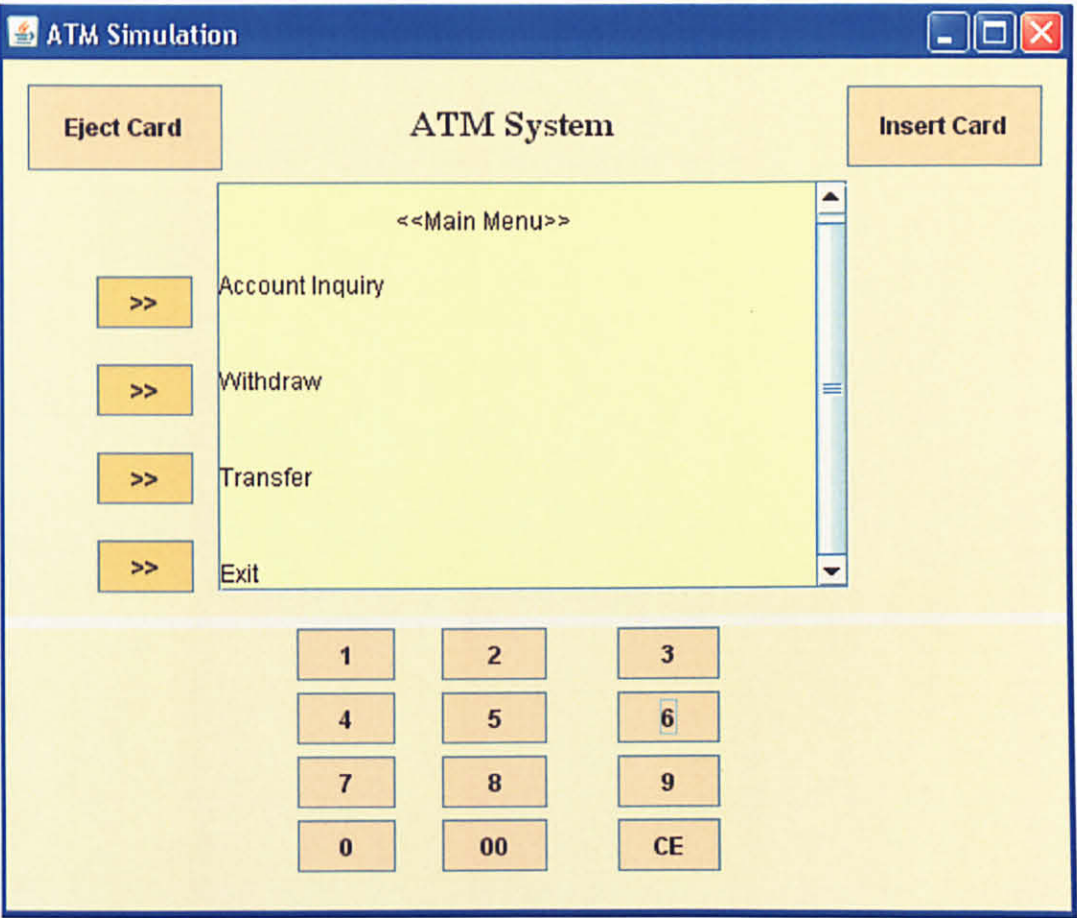 ATM Simulation
Eject Card
ATM System
Insert Card
<<Main Menu>>
>> Account Inquiry
>> Withdraw
>> Transfer
>> Exit
1 2 3
4 5 6
7 8 9
0 00 CE